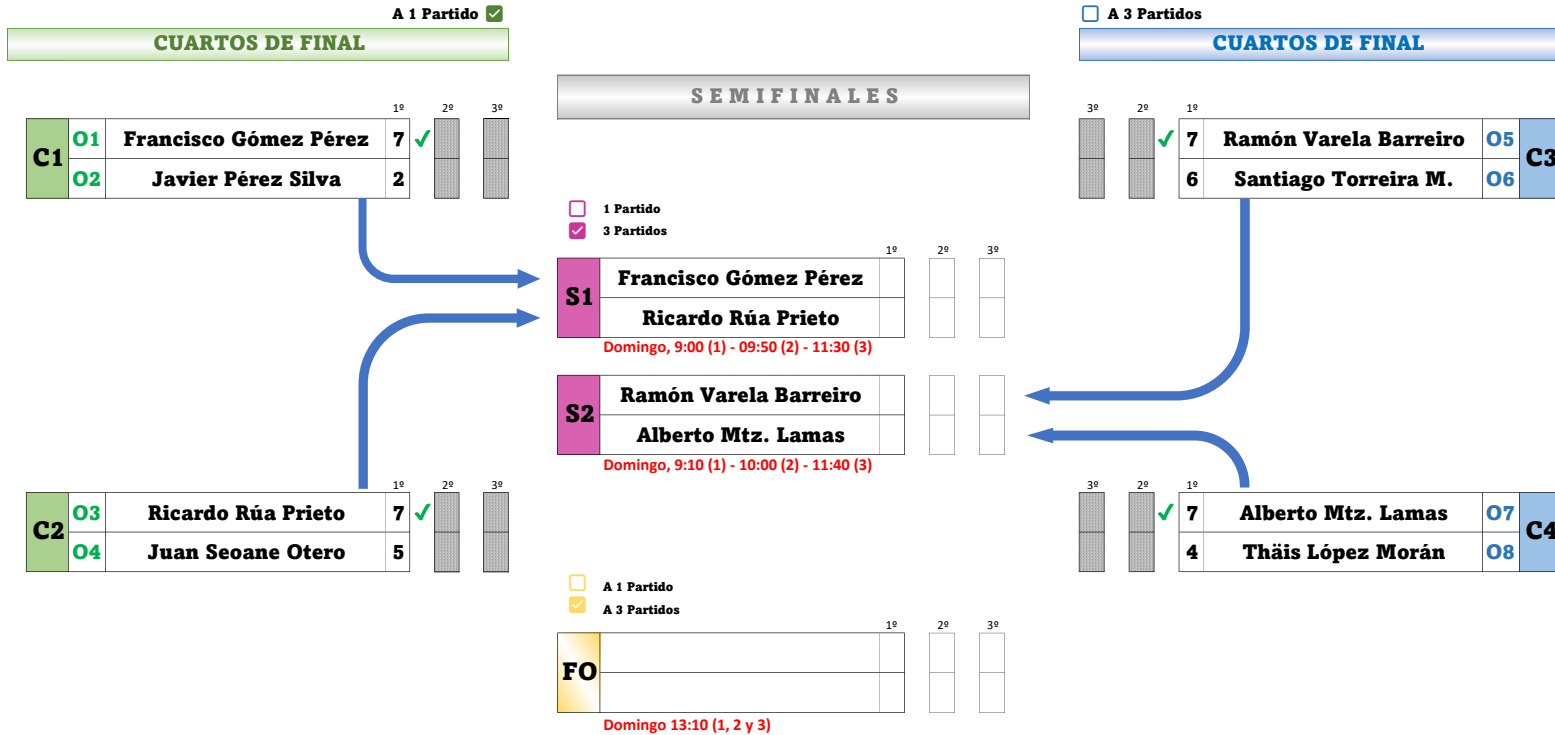 A 1 Partido
A 3 Partidos
CUARTOS DE FINAL
CUARTOS DE FINAL
SEMIFINALES
1º 2º 3º
C1
O1 Francisco Gómez Pérez 7
O2 Javier Pérez Silva 2
3º 2º 1º
7 Ramón Varela Barreiro O5
6 Santiago Torreira M. O6
C3
1 Partido
3 Partidos
1º 2º 3º
S1
Francisco Gómez Pérez
Ricardo Rúa Prieto
Domingo, 9:00 (1) - 09:50 (2) - 11:30 (3)
S2
Ramón Varela Barreiro
Alberto Mtz. Lamas
Domingo, 9:10 (1) - 10:00 (2) - 11:40 (3)
1º 2º 3º
C2
O3 Ricardo Rúa Prieto 7
O4 Juan Seoane Otero 5
3º 2º 1º
7 Alberto Mtz. Lamas O7
4 Thäis López Morán O8
C4
A 1 Partido
A 3 Partidos
1º 2º 3º
FO
Domingo 13:10 (1, 2 y 3)